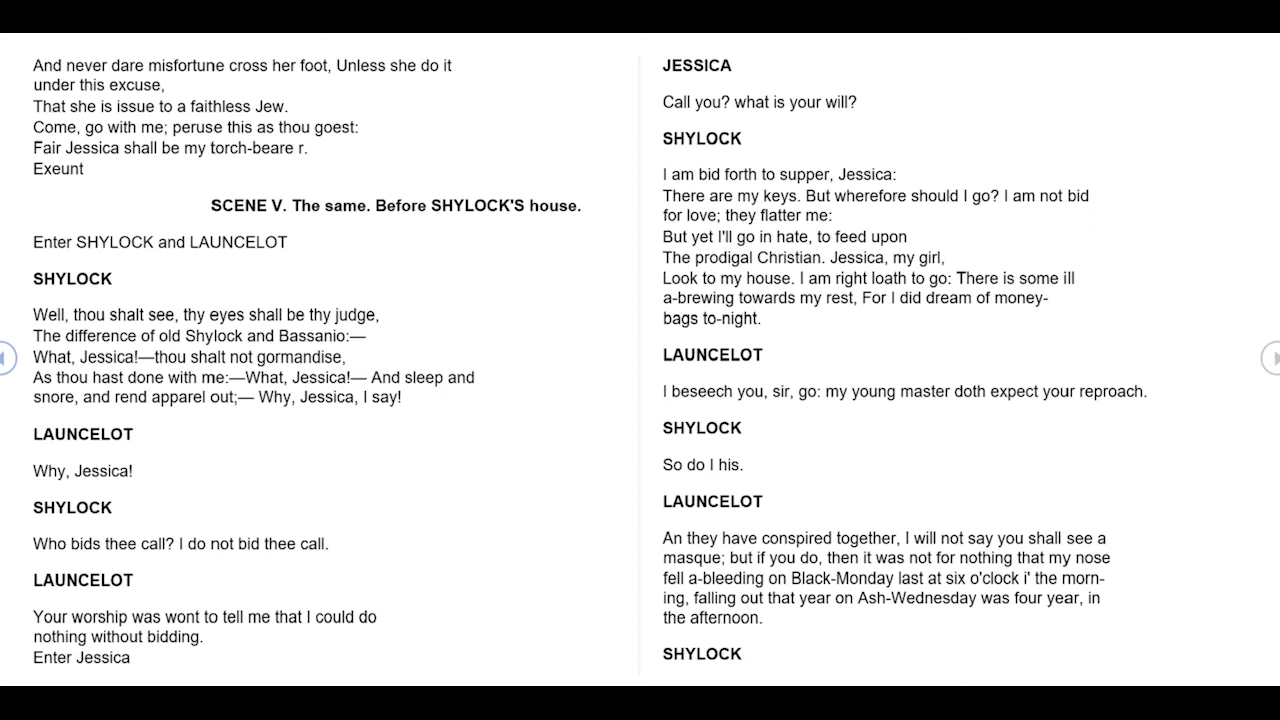 And never dare misfortune cross her foot, Unless she do it
under this excuse,
That she is issue to a faithless Jew.
Come, go with me; peruse this as thou goest:
Fair Jessica shall be my torch-beare r.
Exeunt
SCENE V. The same. Before SHYLOCK'S house.
Enter SHYLOCK and LAUNCELOT
SHYLOCK
Well, thou shalt see, thy eyes shall be thy judge,
The difference of old Shylock and Bassanio:—
What, Jessica!—thou shalt not gormandise,
As thou hast done with me:—What, Jessica!— And sleep and
snore, and rend apparel out;— Why, Jessica, I say!
LAUNCELOT
Why, Jessica!
SHYLOCK
Who bids thee call? I do not bid thee call.
LAUNCELOT
Your worship was wont to tell me that I could do
nothing without bidding.
Enter Jessica
JESSICA
Call you? what is your will?
SHYLOCK
I am bid forth to supper, Jessica:
There are my keys. But wherefore should I go? I am not bid
for love; they flatter me:
But yet I'll go in hate, to feed upon
The prodigal Christian. Jessica, my girl,
Look to my house. I am right loath to go: There is some ill
a-brewing towards my rest, For I did dream of money-
bags to-night.
LAUNCELOT
I beseech you, sir, go: my young master doth expect your reproach.
SHYLOCK
So do I his.
LAUNCELOT
An they have conspired together, I will not say you shall see a
masque; but if you do, then it was not for nothing that my nose
fell a-bleeding on Black-Monday last at six o'clock i' the morn-
ing, falling out that year on Ash-Wednesday was four year, in
the afternoon.
SHYLOCK